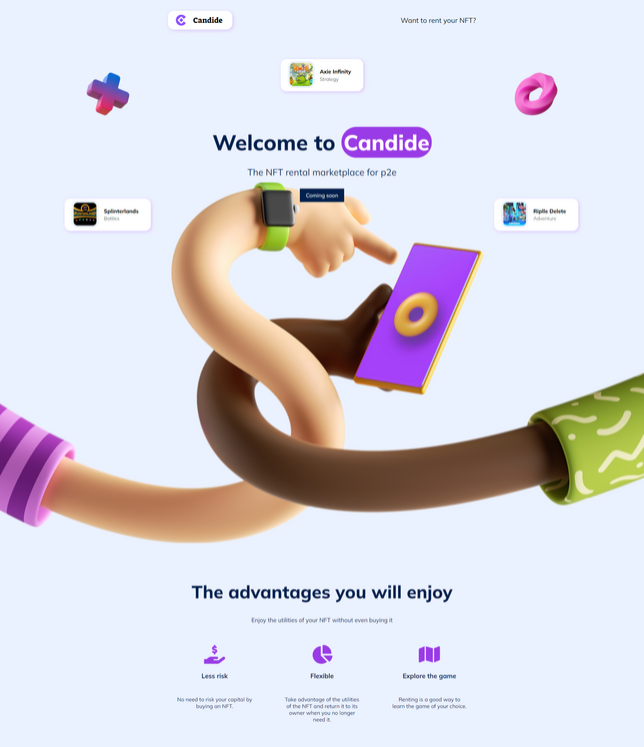 Candide
Want to rent your NFT?
Axie Infinity
Strategy
Welcome to Candide
The NFT rental marketplace for p2e
Coming soon
Splinterlands
Battles
Riplle Delete
Adventure
The advantages you will enjoy
Enjoy the utilities of your NFT without even buying it
Less risk
Flexible
Explore the game
No need to risk your capital by
buying an NFT.
Take advantage of the utilities
of the NFT and return it to its
owner when you no longer
need it.
Renting is a good way to
learn the game of your choice.